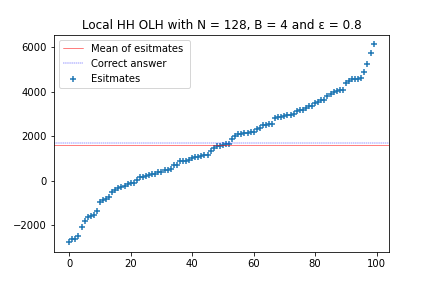 Local HH OLH with N = 128, B = 4 and ε = 0.8
6000
4000
2000
0
−2000
Mean of esitmates
Correct answer
Esitmates
0
20
40
60
80
100